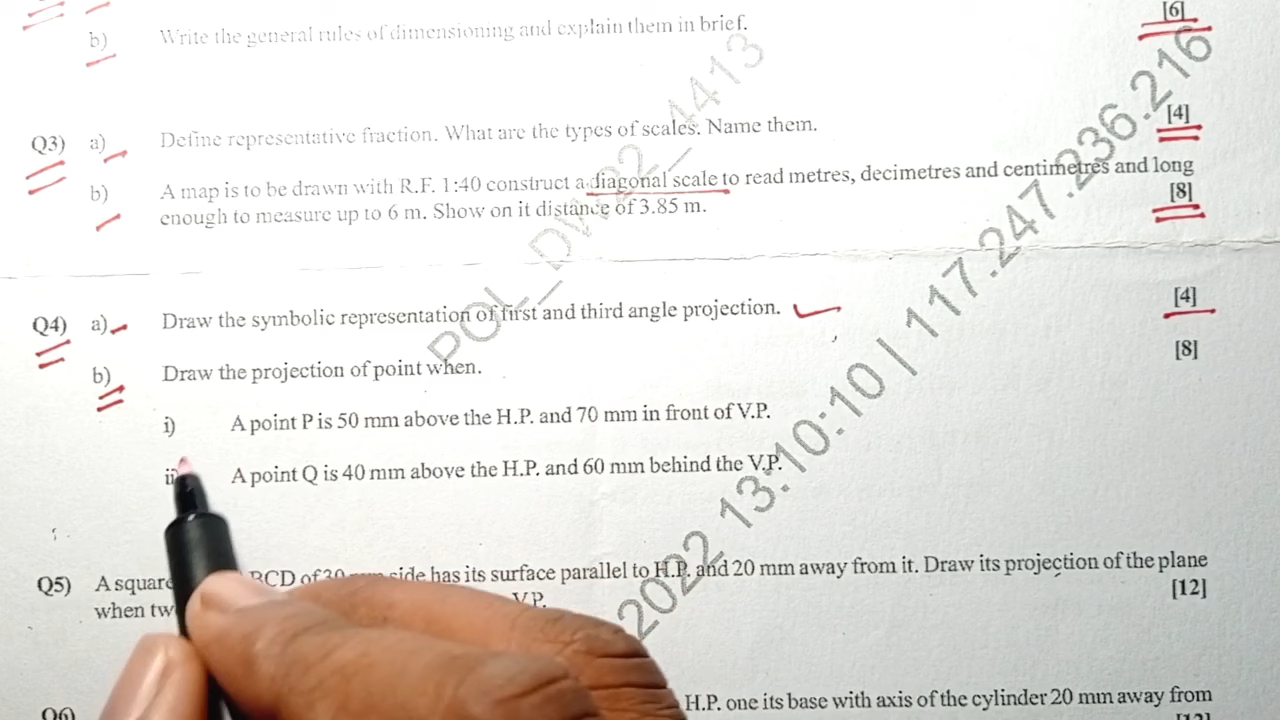 b) Write the general rules of dimensioning and explain them in brief. [6]
Q3) a) Define representative fraction. What are the types of scales. Name them. [4]
b) A map is to be drawn with R.F. 1:40 construct a diagonal scale to read metres, decimetres and centimetres and long
enough to measure up to 6 m. Show on it distance of 3.85 m. [8]
Q4) a) Draw the symbolic representation of first and third angle projection. [4]
b) Draw the projection of point when. [8]
i) A point P is 50 mm above the H.P. and 70 mm in front of V.P.
ii) A point Q is 40 mm above the H.P. and 60 mm behind the V.P.
Q5) A square BCD of 30 side has its surface parallel to H.P. and 20 mm away from it. Draw its projection of the plane
when tw V.P. [12]
Q6) H.P. one its base with axis of the cylinder 20 mm away from
[12]
2022 13:10:10 | 117.247.236.216